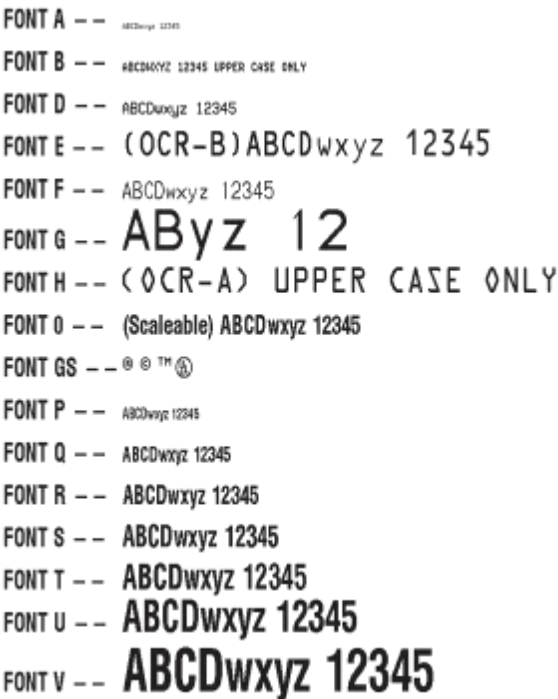 FONT A -- ABCDwxyz 12345
FONT B -- ABCDWXYZ 12345 UPPER CASE ONLY
FONT D -- ABCDwxyz 12345
FONT E -- (OCR-B)ABCDwxyz 12345
FONT F -- ABCDwxyz 12345
FONT G -- AByz 12
FONT H -- (OCR-A) UPPER CASE ONLY
FONT 0 -- (Scaleable) ABCDwxyz 12345
FONT GS -- ® © ™
FONT P -- ABCDwxyz 12345
FONT Q -- ABCDwxyz 12345
FONT R -- ABCDwxyz 12345
FONT S -- ABCDwxyz 12345
FONT T -- ABCDwxyz 12345
FONT U -- ABCDwxyz 12345
FONT V -- ABCDwxyz 12345